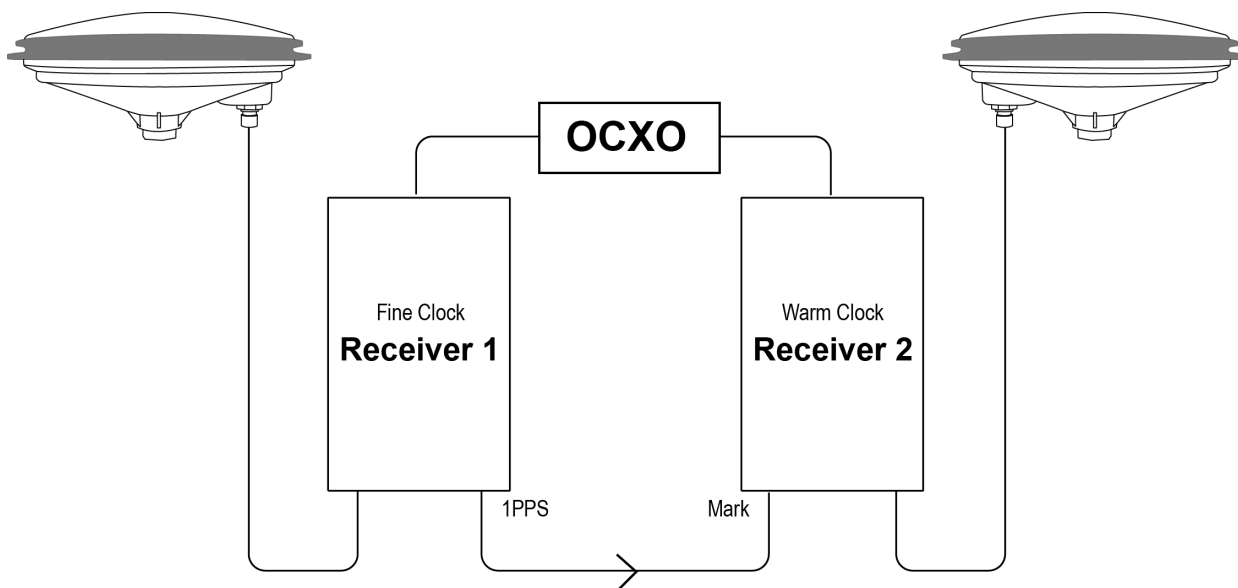 OCXO
Fine Clock
Receiver 1
Warm Clock
Receiver 2
1PPS
Mark